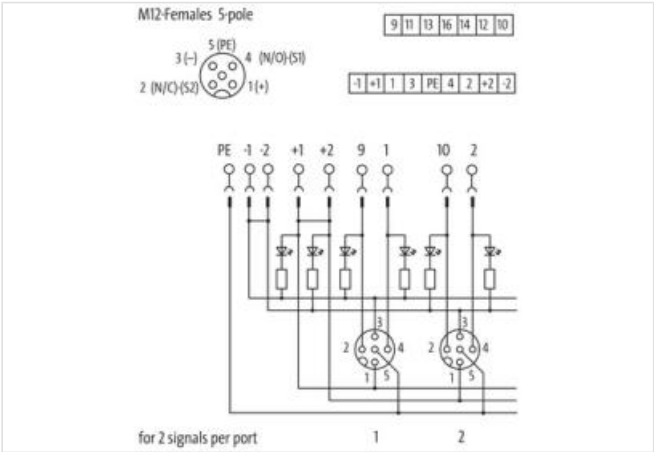 M12-Females 5-pole
9 11 13 16 14 12 10
5 (PE)
3 (–) 4 (N/O)-(S1)
2 (N/C)-(S2) 1 (+)
-1 +1 1 3 PE 4 2 +2 -2
PE -1 -2 +1 +2 9 1 10 2
3 3
2 4 2 4
1 5 1 5
for 2 signals per port 1 2